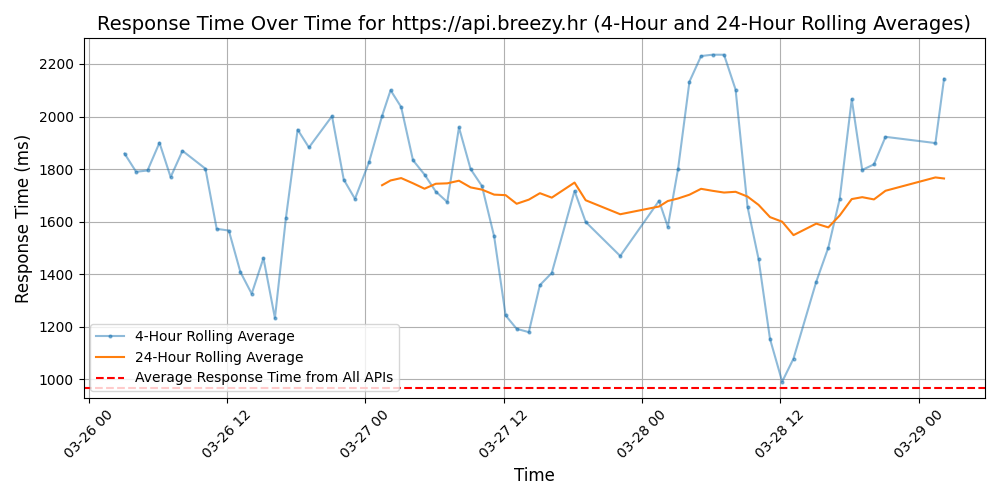 Response Time Over Time for https://api.breezy.hr (4-Hour and 24-Hour Rolling Averages)
Response Time (ms)
2200
2000
1800
1600
1400
1200
1000
4-Hour Rolling Average
24-Hour Rolling Average
Average Response Time from All APIs
03-26 00
03-26 12
03-27 00
03-27 12
03-28 00
03-28 12
03-29 00
Time